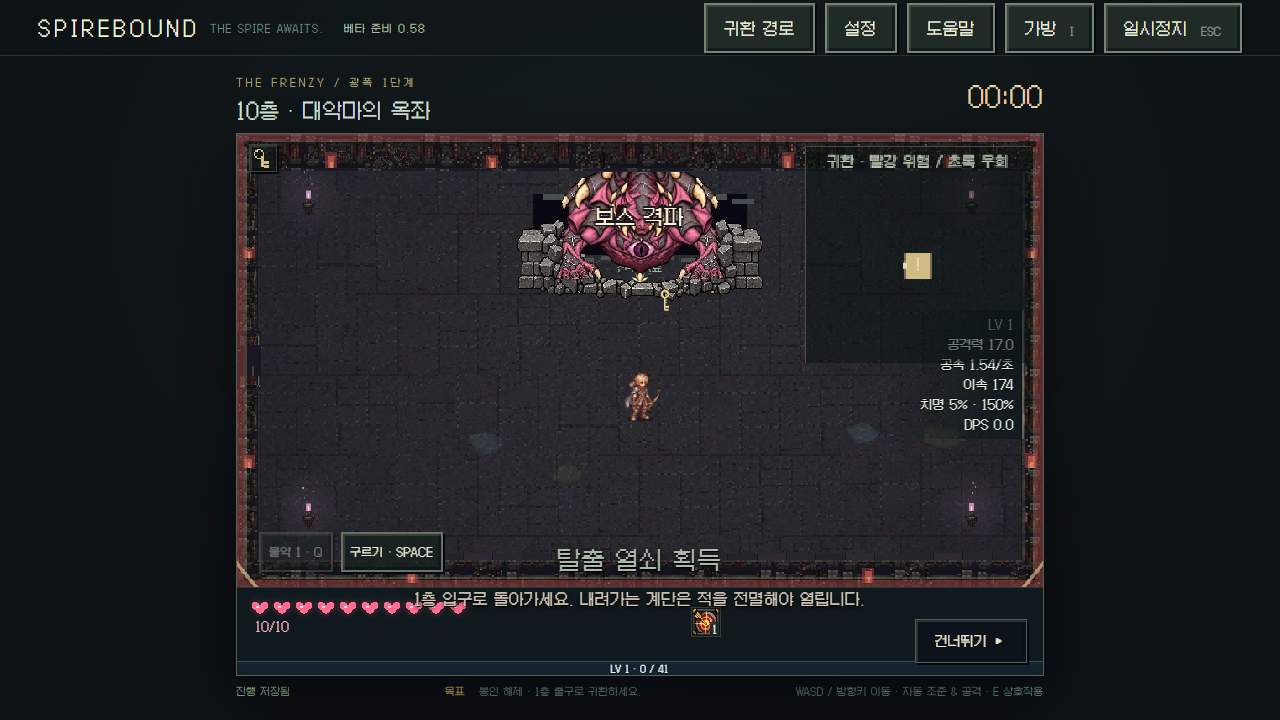 SPIREBOUND THE SPIRE AWAITS. 베타 준비 0.58
귀환 경로
설정
도움말
가방 I
일시정지 ESC
THE FRENZY / 광폭 1단계
10층 · 대악마의 옥좌
00:00
귀환 · 빨강 위험 / 초록 우회
보스 격파
LV 1
공격력 17.0
공속 1.54/초
이속 174
치명 5% · 150%
DPS 0.0
물약 1 · Q
구르기 · SPACE
탈출 열쇠 획득
1층 입구로 돌아가세요. 내려가는 계단은 적을 전멸해야 열립니다.
10/10
1
건너뛰기 ▸
LV 1 · 0 / 41
진행 저장됨
목표 봉인 해제 · 1층 출구로 귀환하세요.
WASD / 방향키 이동 · 자동 조준 & 공격 · E 상호작용